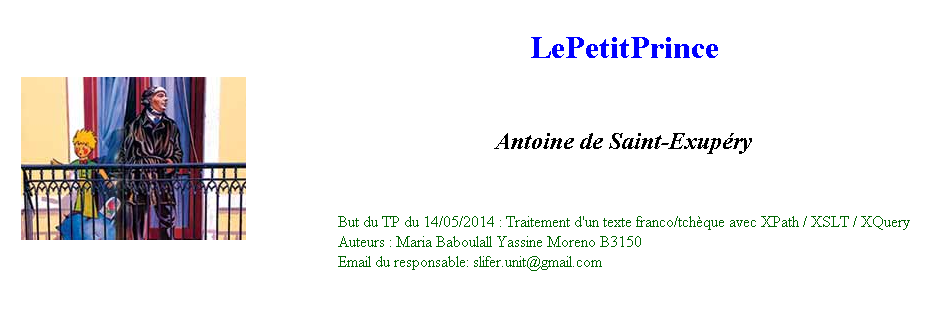 LePetitPrince
Antoine de Saint-Exupéry
But du TP du 14/05/2014 : Traitement d'un texte franco/tchèque avec XPath / XSLT / XQuery
Auteurs : Maria Baboulall Yassine Moreno B3150
Email du responsable: slifer.unit@gmail.com